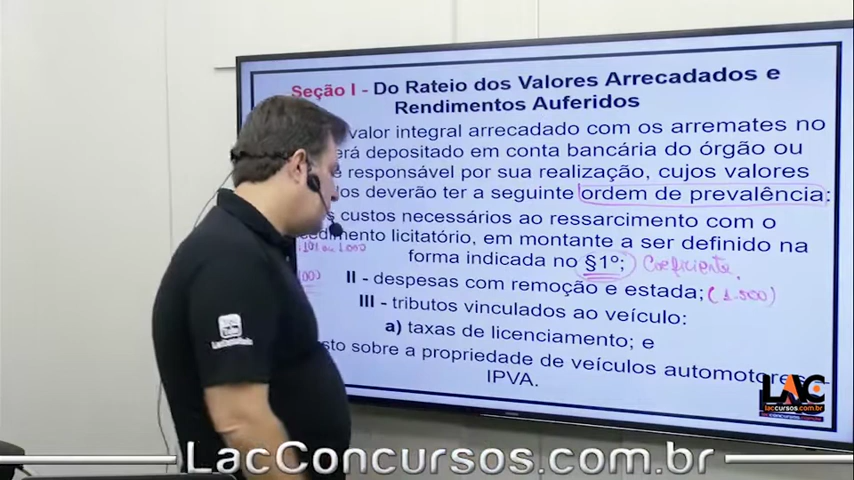 Seção I - Do Rateio dos Valores Arrecadados e
Rendimentos Auferidos
valor integral arrecadado com os arremates no
depositado em conta bancária do órgão ou
responsável por sua realização, cujos valores
deverão ter a seguinte ordem de prevalência:
custos necessários ao ressarcimento com o
licitatório, em montante a ser definido na
forma indicada no §1º; Coeficiente.
II - despesas com remoção e estada; (1.500)
III - tributos vinculados ao veículo:
a) taxas de licenciamento; e
sobre a propriedade de veículos automotores
IPVA.
LAC
laccursos.com.br
LacConcursos.com.br